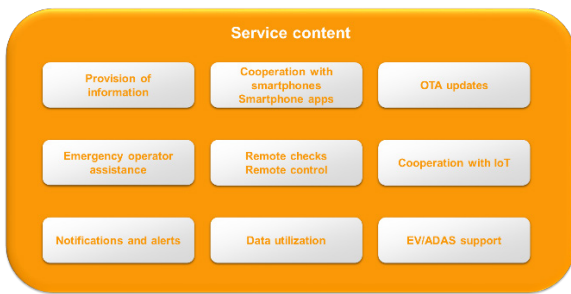 Service content
Provision of
information
Cooperation with
smartphones
Smartphone apps
OTA updates
Emergency operator
assistance
Remote checks
Remote control
Cooperation with IoT
Notifications and alerts
Data utilization
EV/ADAS support